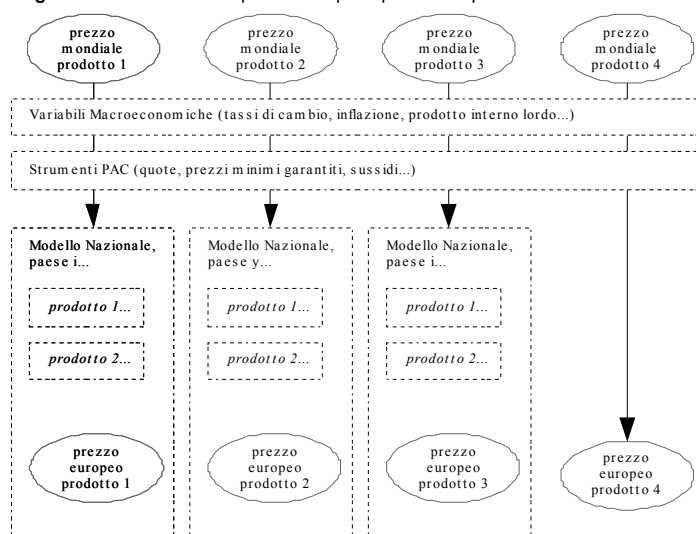 prezzo
mondiale
prodotto 1
prezzo
mondiale
prodotto 2
prezzo
mondiale
prodotto 3
prezzo
mondiale
prodotto 4
Variabili Macroeconomiche (tassi di cambio, inflazione, prodotto interno lordo...)
Strumenti PAC (quote, prezzi minimi garantiti, sussidi...)
Modello Nazionale,
paese i...
prodotto 1...
prodotto 2...
prezzo
europeo
prodotto 1
Modello Nazionale,
paese y...
prodotto 1...
prodotto 2...
prezzo
europeo
prodotto 2
Modello Nazionale,
paese i...
prodotto 1...
prodotto 2...
prezzo
europeo
prodotto 3
prezzo
europeo
prodotto 4